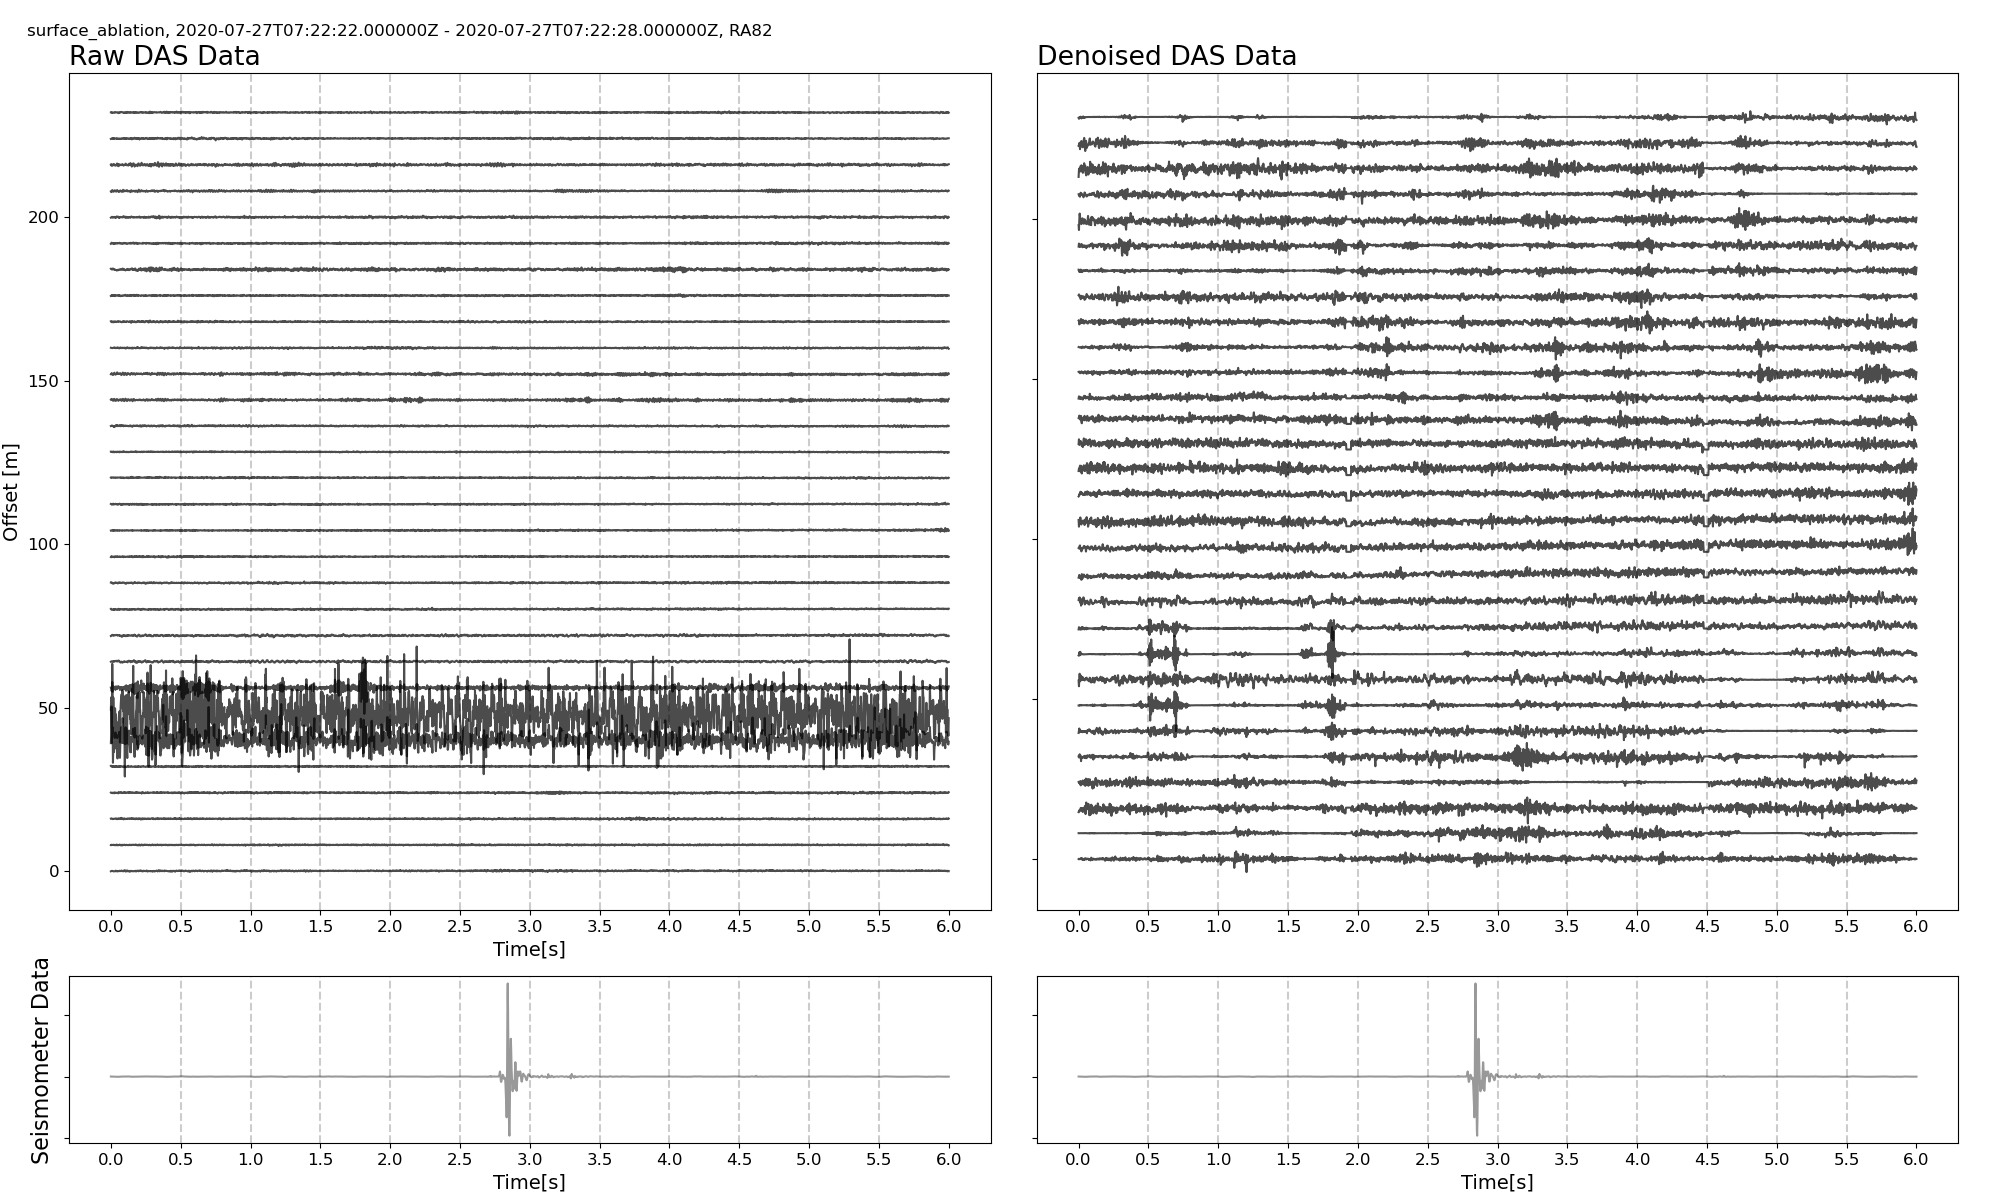 surface_ablation, 2020-07-27T07:22:22.000000Z - 2020-07-27T07:22:28.000000Z, RA82
Raw DAS Data
Denoised DAS Data
Offset [m]
200
150
100
50
0
0.0 0.5 1.0 1.5 2.0 2.5 3.0 3.5 4.0 4.5 5.0 5.5 6.0
Time[s]
0.0 0.5 1.0 1.5 2.0 2.5 3.0 3.5 4.0 4.5 5.0 5.5 6.0
Seismometer Data
0.0 0.5 1.0 1.5 2.0 2.5 3.0 3.5 4.0 4.5 5.0 5.5 6.0
Time[s]
0.0 0.5 1.0 1.5 2.0 2.5 3.0 3.5 4.0 4.5 5.0 5.5 6.0
Time[s]